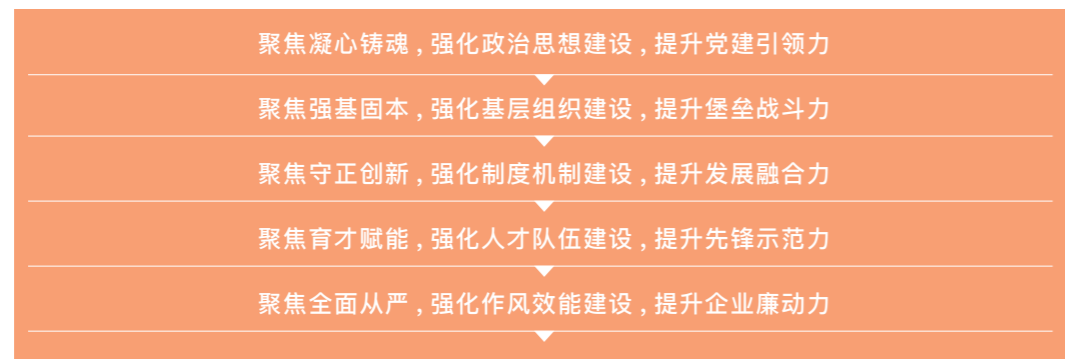 聚焦凝心铸魂，强化政治思想建设，提升党建引领力
聚焦强基固本，强化基层组织建设，提升堡垒战斗力
聚焦守正创新，强化制度机制建设，提升发展融合力
聚焦育才赋能，强化人才队伍建设，提升先锋示范力
聚焦全面从严，强化作风效能建设，提升企业廉动力